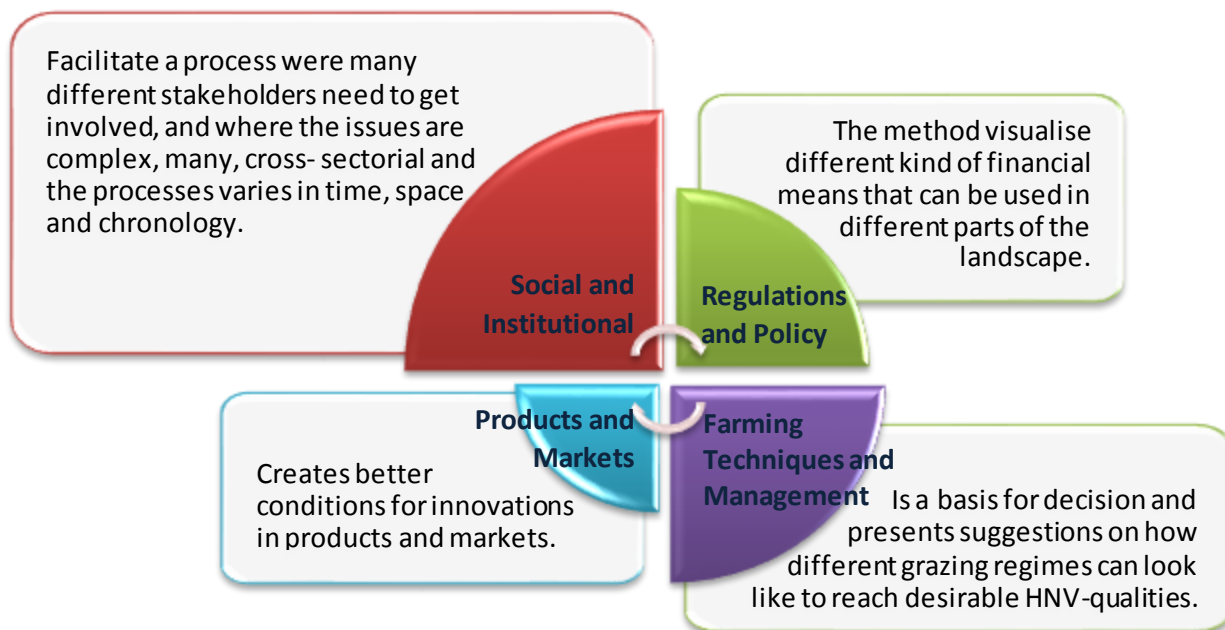 Facilitate a process were many
different stakeholders need to get
involved, and where the issues are
complex, many, cross- sectorial and
the processes varies in time, space
and chronology.
Social and
Institutional
The method visualise
different kind of financial
means that can be used in
different parts of the
landscape.
Regulations
and Policy
Products and
Markets
Creates better
conditions for innovations
in products and markets.
Farming
Techniques and
Management
Is a basis for decision and
presents suggestions on how
different grazing regimes can look
like to reach desirable HNV-qualities.